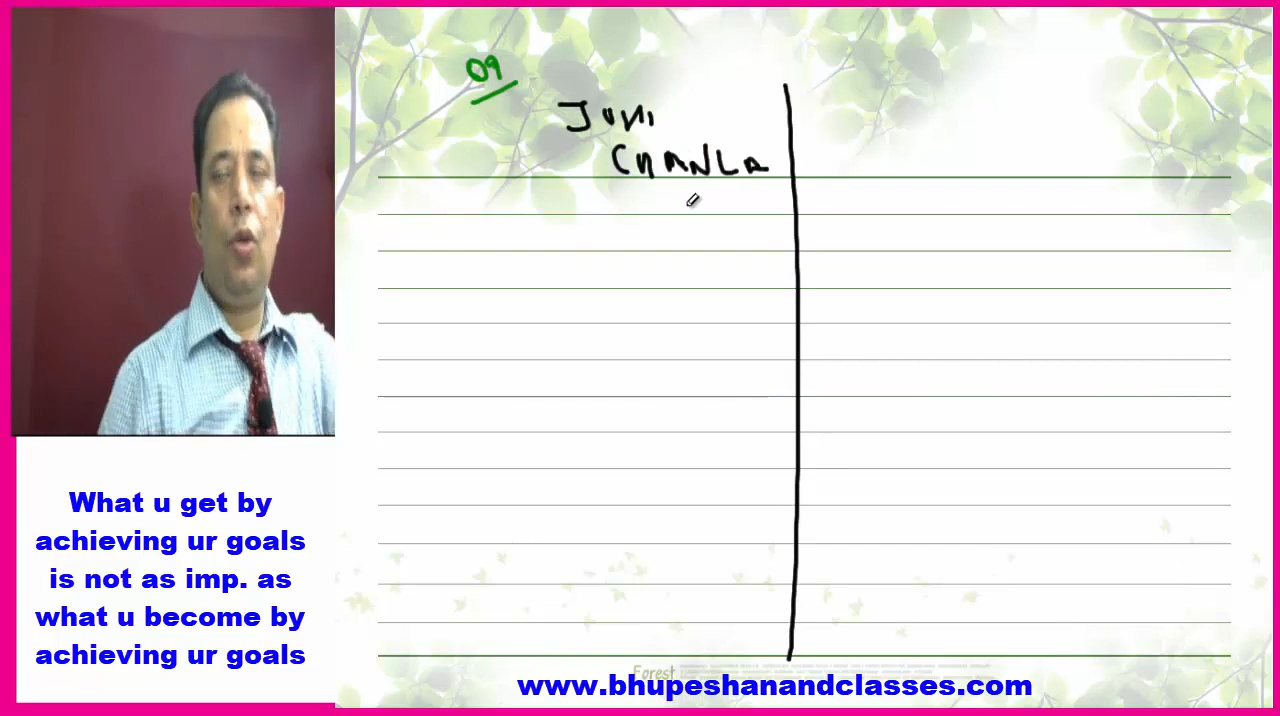 09
JUHI
CHAWLA
What u get by
achieving ur goals
is not as imp. as
what u become by
achieving ur goals
Forest
www.bhupeshanandclasses.com